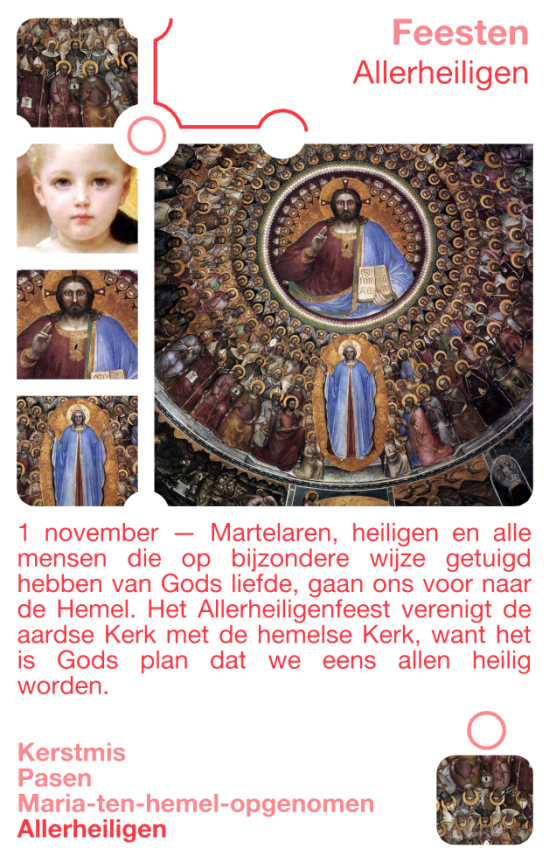 Feesten
Allerheiligen
1 november — Martelaren, heiligen en alle
mensen die op bijzondere wijze getuigd
hebben van Gods liefde, gaan ons voor naar
de Hemel. Het Allerheiligenfeest verenigt de
aardse Kerk met de hemelse Kerk, want het
is Gods plan dat we eens allen heilig
worden.
Kerstmis
Pasen
Maria-ten-hemel-opgenomen
Allerheiligen